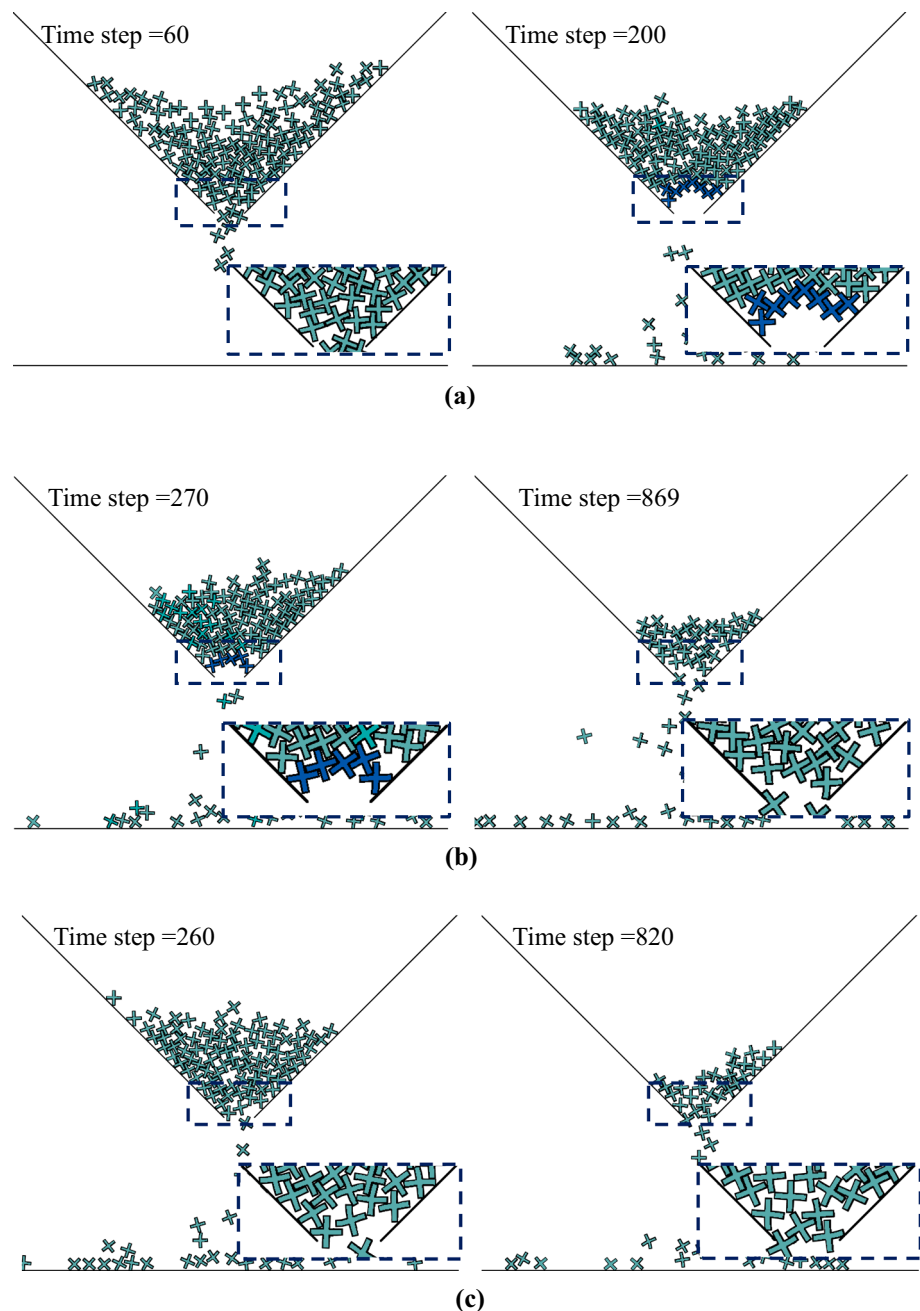 Time step =60
Time step =200
(a)
Time step =270
Time step =869
(b)
Time step =260
Time step =820
(c)